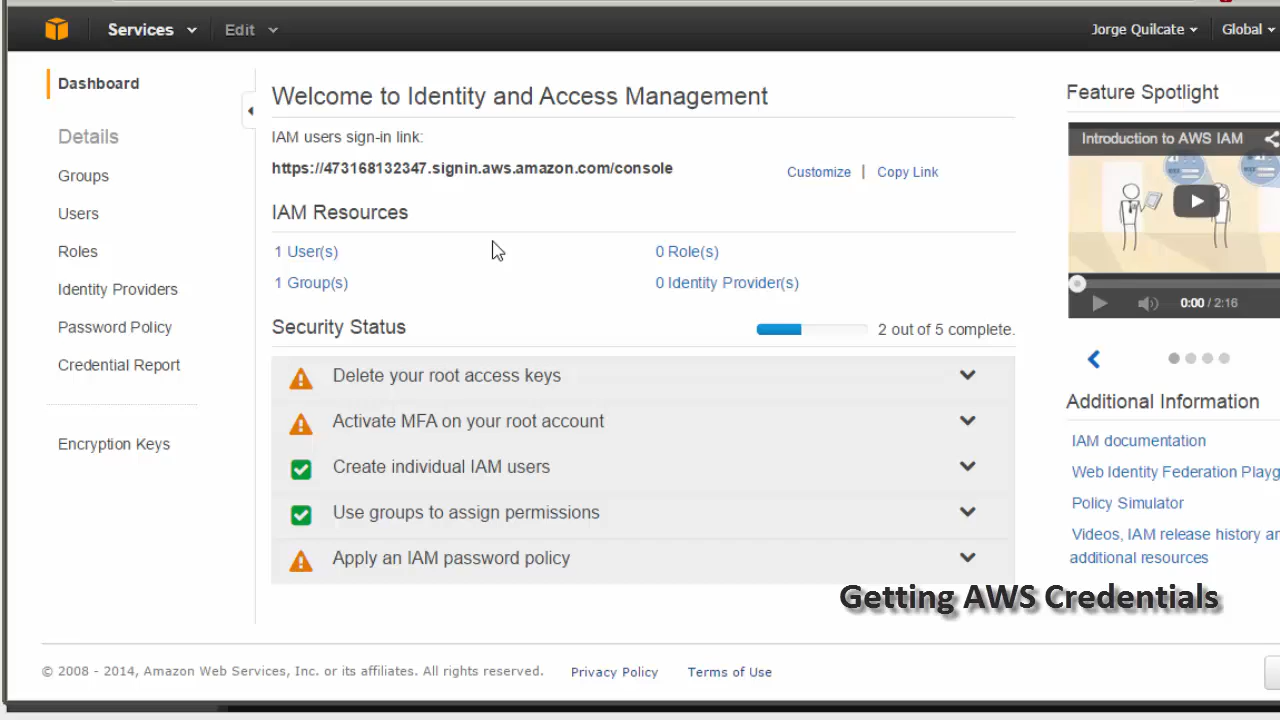 Services Edit Jorge Quilcate Global
Dashboard
Details
Groups
Users
Roles
Identity Providers
Password Policy
Credential Report
Encryption Keys
Welcome to Identity and Access Management
IAM users sign-in link:
https://473168132347.signin.aws.amazon.com/console Customize | Copy Link
IAM Resources
1 User(s) 0 Role(s)
1 Group(s) 0 Identity Provider(s)
Security Status 2 out of 5 complete.
Delete your root access keys
Activate MFA on your root account
Create individual IAM users
Use groups to assign permissions
Apply an IAM password policy
Feature Spotlight
Introduction to AWS IAM
0:00 / 2:16
Additional Information
IAM documentation
Web Identity Federation Playg
Policy Simulator
Videos, IAM release history an
additional resources
Getting AWS Credentials
© 2008 - 2014, Amazon Web Services, Inc. or its affiliates. All rights reserved. Privacy Policy Terms of Use